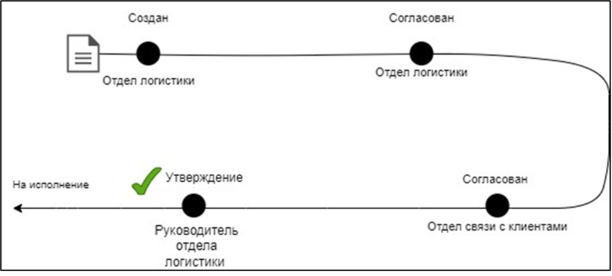 Создан
Согласован
Отдел логистики
Отдел логистики
Утверждение
Согласован
На исполнение
Отдел связи с клиентами
Руководитель
отдела
логистики